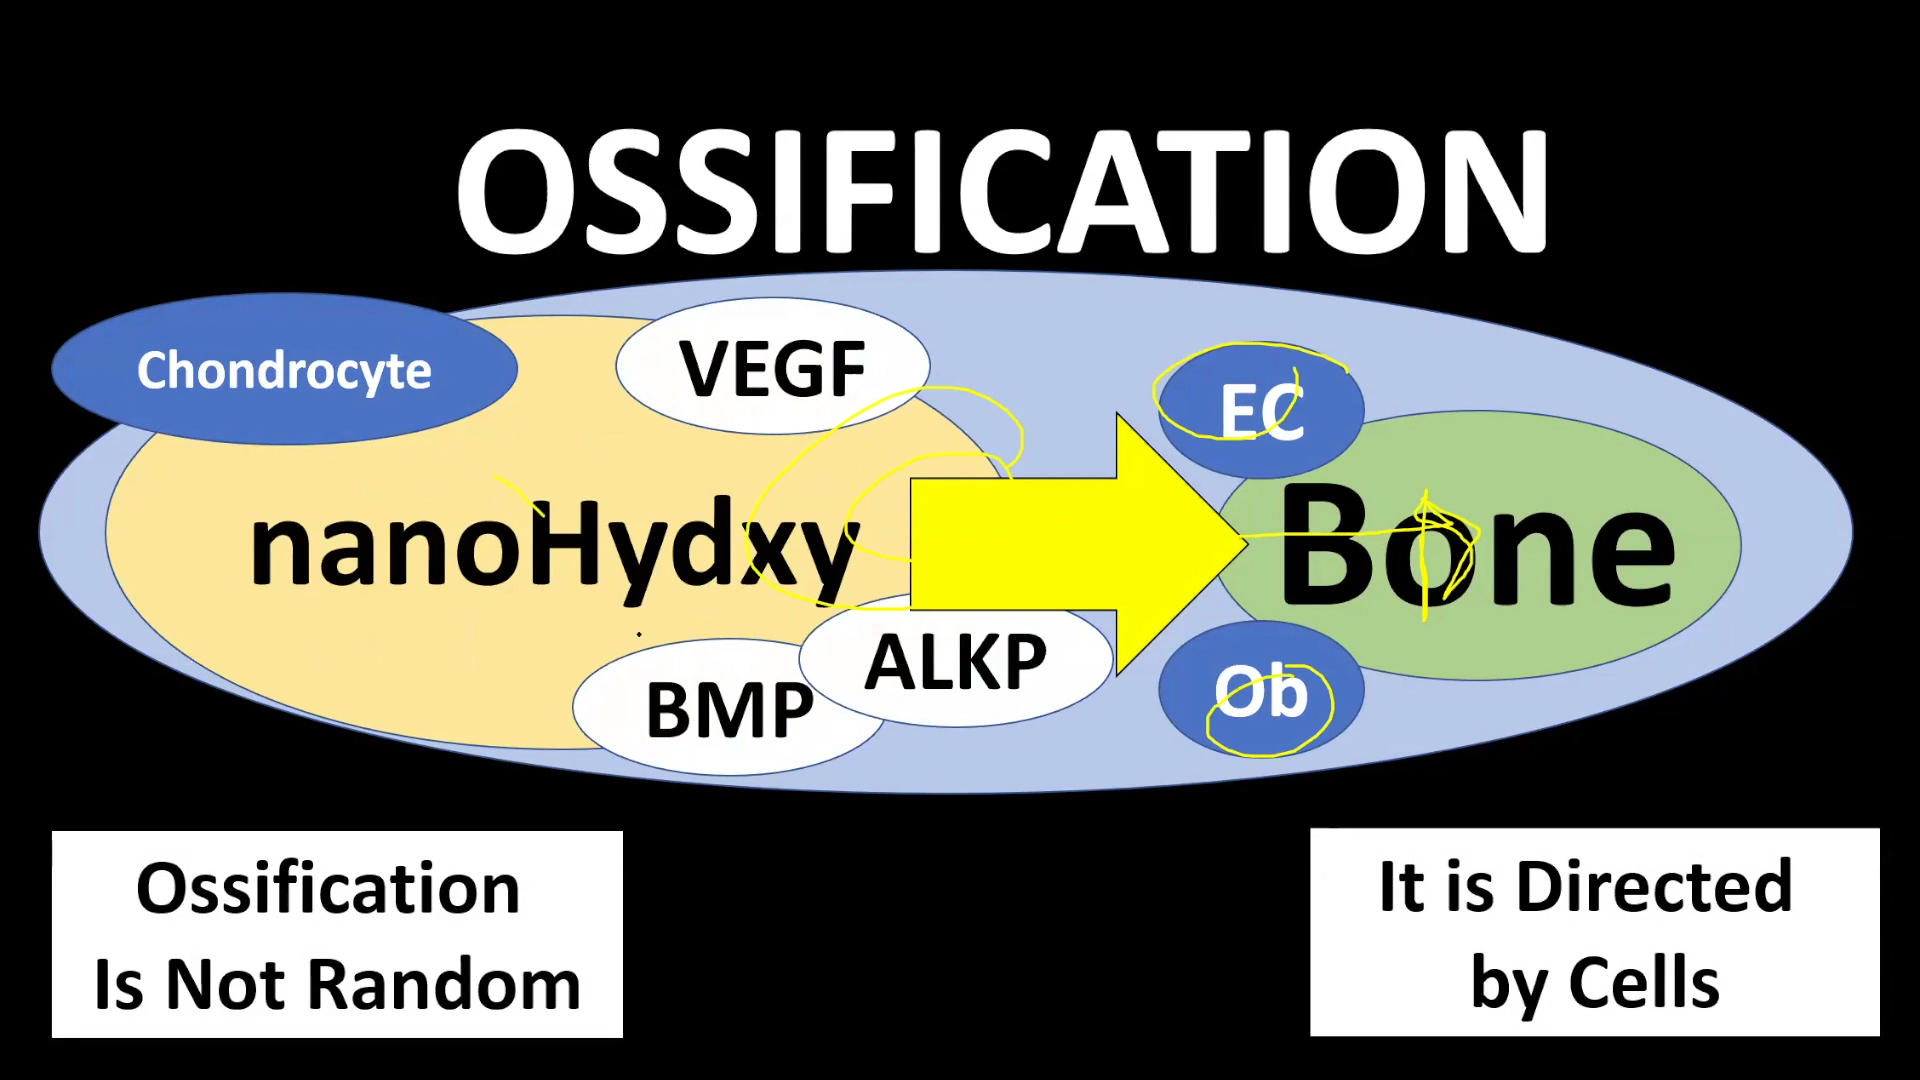 OSSIFICATION
Chondrocyte
VEGF
EC
nanoHydxy
Bone
ALKP
BMP
Ob
Ossification
Is Not Random
It is Directed
by Cells